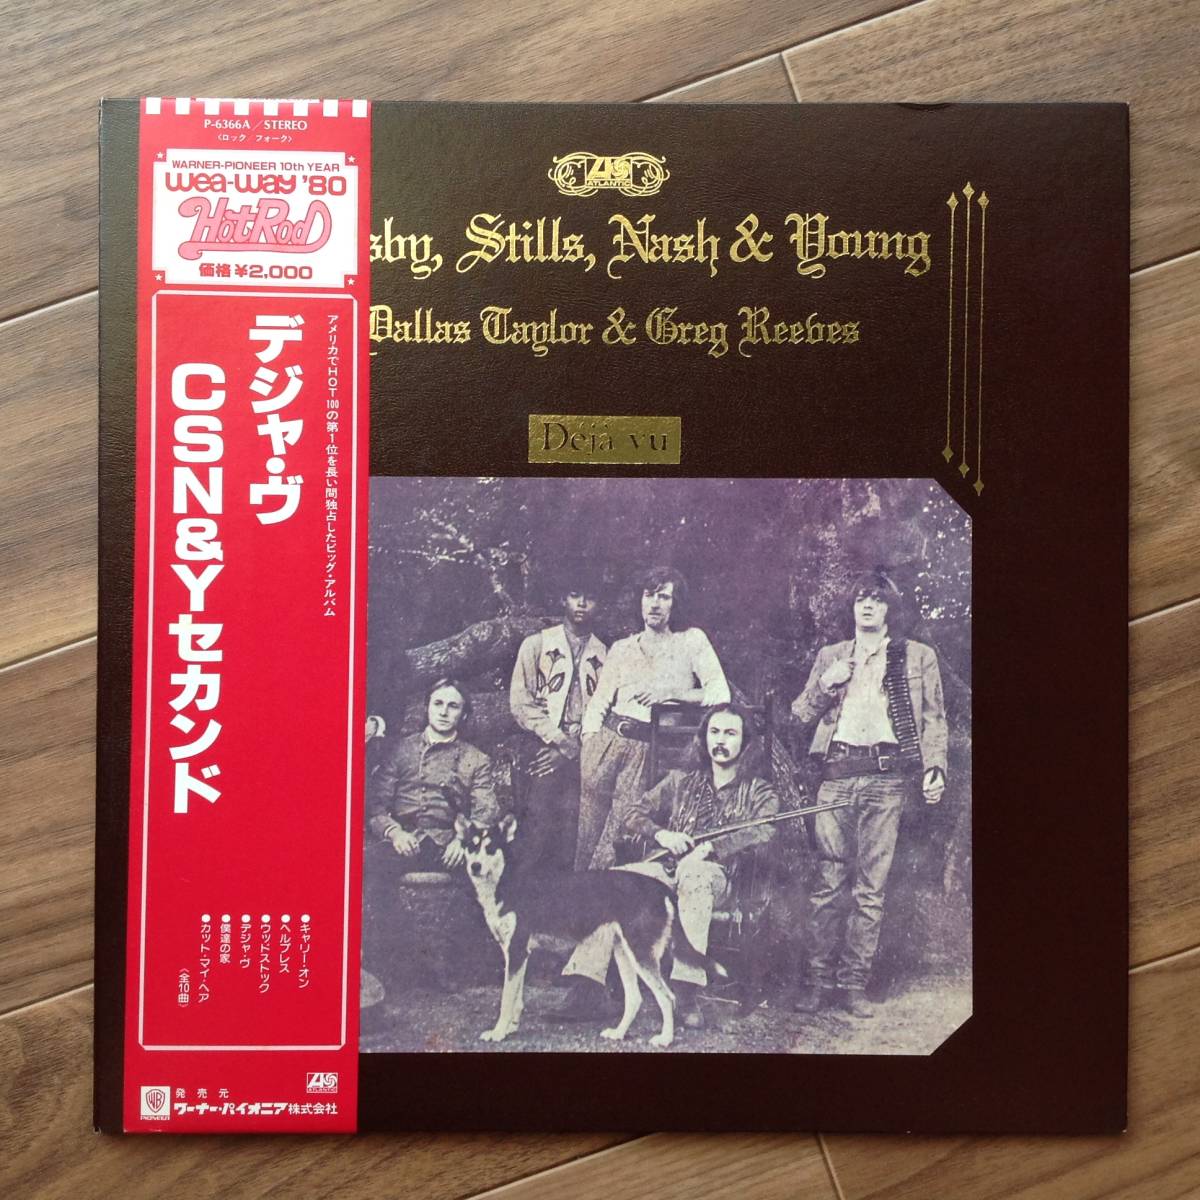 P-6366A/STEREO
〈ロック/フォーク〉
WARNER-PIONEER 10th YEAR
wea-way '80
HotRod
価格¥2,000
アメリカでHOT100の第1位を長い間独占したビッグ・アルバム
デジャ・ヴ
CSN&Yセカンド
●キャリー・オン
●ヘルプレス
●ウッドストック
●デジャ・ヴ
●僕達の家
●カット・マイ・ヘア
〈全10曲〉
WB
PIONEER
発売元
ワーナー・パイオニア株式会社
ATLANTIC
ATLANTIC
sby, Stills, Nash & Young
Dallas Taylor & Greg Reeves
Déjà vu